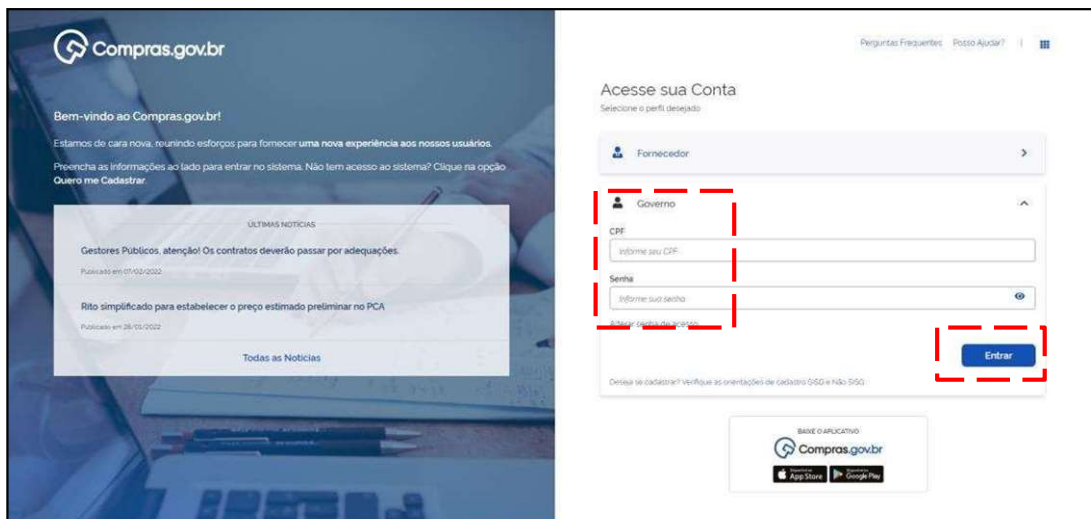 Compras.gov.br
Bem-vindo ao Compras.gov.br!
Estamos de cara nova, reunindo esforços para fornecer uma nova experiência aos nossos usuários.
Preencha as informações ao lado para entrar no sistema. Não tem acesso ao sistema? Clique na opção
Quero me Cadastrar.
ÚLTIMAS NOTÍCIAS
Gestores Públicos, atenção! Os contratos deverão passar por adequações.
Publicado em 07/02/2022
Rito simplificado para estabelecer o preço estimado preliminar no PCA
Publicado em 28/01/2022
Todas as Notícias
Perguntas Frequentes Posso Ajudar?
Acesse sua Conta
Selecione o perfil desejado
Fornecedor
Governo
CPF
Informe seu CPF
Senha
Informe sua senha
Alterar senha de acesso
Entrar
Deseja se cadastrar? Verifique as orientações de cadastro SISG e Não SISG
BAIXE O APLICATIVO
Compras.gov.br
App Store
Google Play